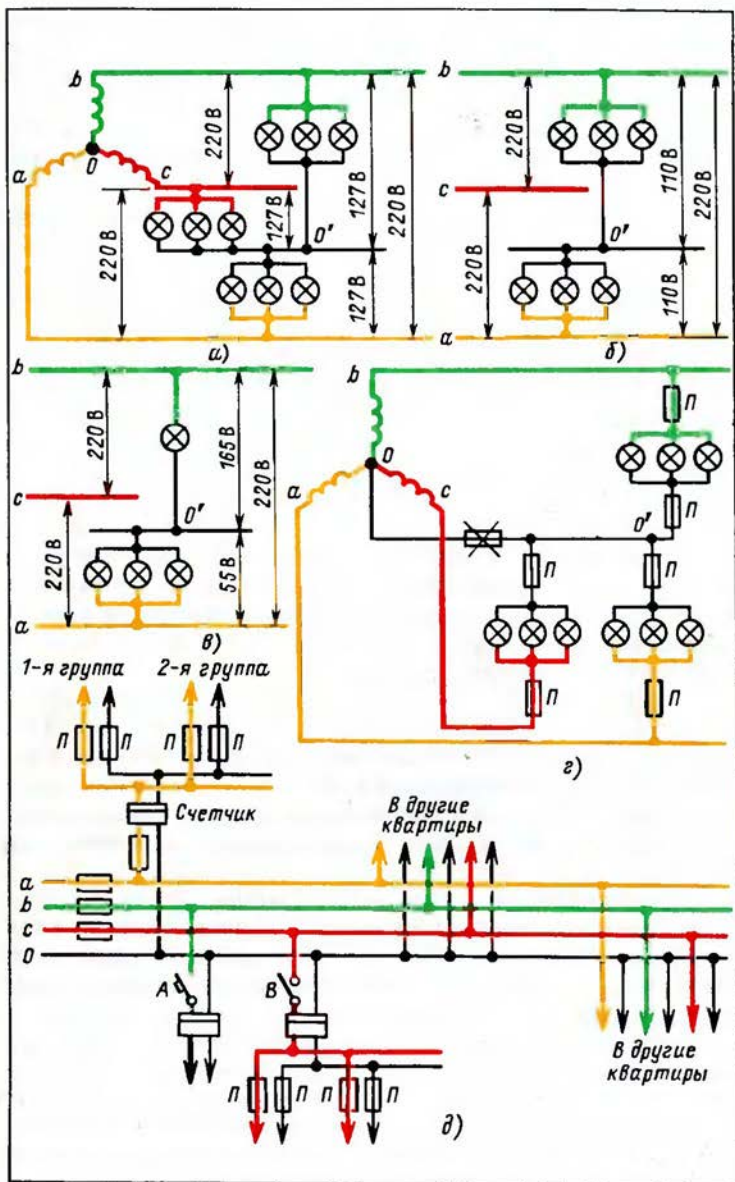 b
a
0
c
220 В
220 В
127 В
127 В
127 В
220 В
0'
а)
b
c
a
220 В
220 В
110 В
110 В
220 В
б)
b
c
a
220 В
220 В
165 В
55 В
220 В
0'
в)
b
0
a
c
П
П
0'
П
П
П
П
г)
1-я группа
2-я группа
П
П
П
П
Счетчик
В другие
квартиры
a
b
c
0
А
В
В другие
квартиры
П
П
П
П
д)